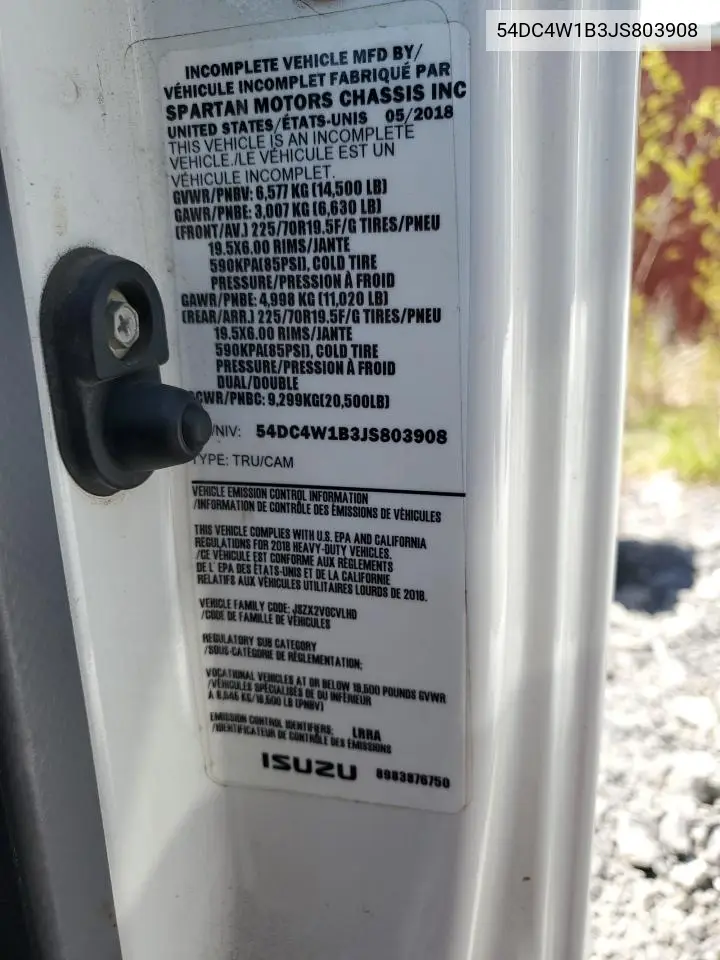 54DC4W1B3JS803908
INCOMPLETE VEHICLE MFD BY/
VÉHICULE INCOMPLET FABRIQUÉ PAR
SPARTAN MOTORS CHASSIS INC
UNITED STATES/ÉTATS-UNIS 05/2018
THIS VEHICLE IS AN INCOMPLETE
VEHICLE./LE VÉHICULE EST UN
VÉHICULE INCOMPLET.
GVWR/PNBV: 6,577 KG (14,500 LB)
GAWR/PNBE: 3,007 KG (6,630 LB)
(FRONT/AV.) 225/70R19.5F/G TIRES/PNEU
19.5X6.00 RIMS/JANTE
590KPA(85PSI), COLD TIRE
PRESSURE/PRESSION À FROID
GAWR/PNBE: 4,998 KG (11,020 LB)
(REAR/ARR.) 225/70R19.5F/G TIRES/PNEU
19.5X6.00 RIMS/JANTE
590KPA(85PSI), COLD TIRE
PRESSURE/PRESSION À FROID
DUAL/DOUBLE
CWR/PNBC: 9,299KG(20,500LB)
/NIV: 54DC4W1B3JS803908
TYPE: TRU/CAM
VEHICLE EMISSION CONTROL INFORMATION
/INFORMATION DE CONTRÔLE DES ÉMISSIONS DE VÉHICULES
THIS VEHICLE COMPLIES WITH U.S. EPA AND CALIFORNIA
REGULATIONS FOR 2018 HEAVY-DUTY VEHICLES.
/CE VÉHICULE EST CONFORME AUX RÈGLEMENTS
DE L' EPA DES ÉTATS-UNIS ET DE LA CALIFORNIE
RELATIFS AUX VÉHICULES UTILITAIRES LOURDS DE 2018.
VEHICLE FAMILY CODE: JSZX2VOCVLHD
/CODE DE FAMILLE DE VÉHICULES
REGULATORY SUB CATEGORY
/SOUS-CATÉGORIE DE RÉGLEMENTATION:
VOCATIONAL VEHICLES AT OR BELOW 19,500 POUNDS GVWR
/VÉHICULES SPÉCIALISÉS DE OU INFÉRIEUR
À 8,845 KG/19,500 LB (PNBV)
EMISSION CONTROL IDENTIFIERS: LRRA
/IDENTIFICATEUR DE CONTRÔLE DES ÉMISSIONS
ISUZU 8983876750